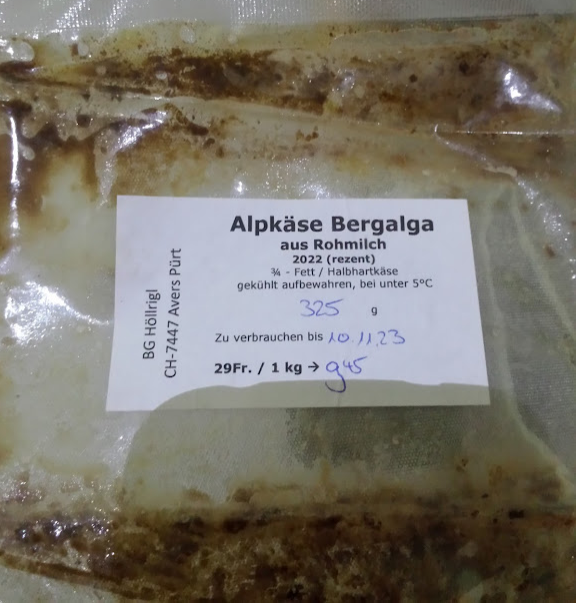 Alpkäse Bergalga
aus Rohmilch
2022 (rezent)
¾ - Fett / Halbhartkäse
gekühlt aufbewahren, bei unter 5°C
325 g
Zu verbrauchen bis 10.11.23
29Fr. / 1 kg → 9 45
BG Höllrigl
CH-7447 Avers Pürt